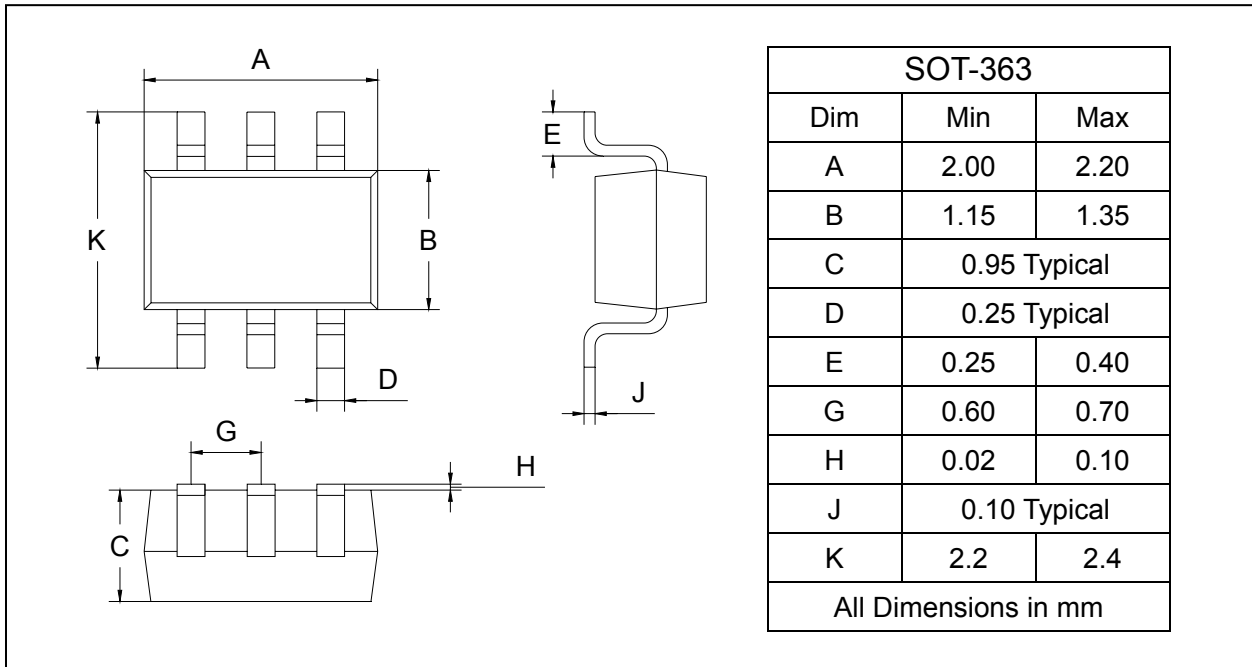 A
K
B
D
E
J
G
H
C
SOT-363
Dim Min Max
A 2.00 2.20
B 1.15 1.35
C 0.95 Typical
D 0.25 Typical
E 0.25 0.40
G 0.60 0.70
H 0.02 0.10
J 0.10 Typical
K 2.2 2.4
All Dimensions in mm